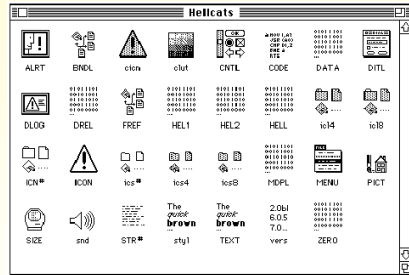 Hellcats
ALRT BNDL cicn clut CNTL CODE DATA DITL
DLOG DREL FREF HEL1 HEL2 HELL icl4 icl8
ICN# ICON ics# ics4 ics8 MDPL MENU PICT
The quick brown
The quick brown
2.0b1
6.0.5
7.0...
SIZE snd STR# styl TEXT vers ZERO